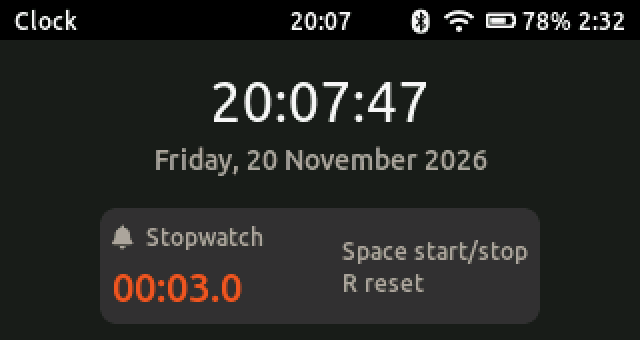 Clock 20:07 78% 2:32
20:07:47
Friday, 20 November 2026
Stopwatch
00:03.0
Space start/stop
R reset